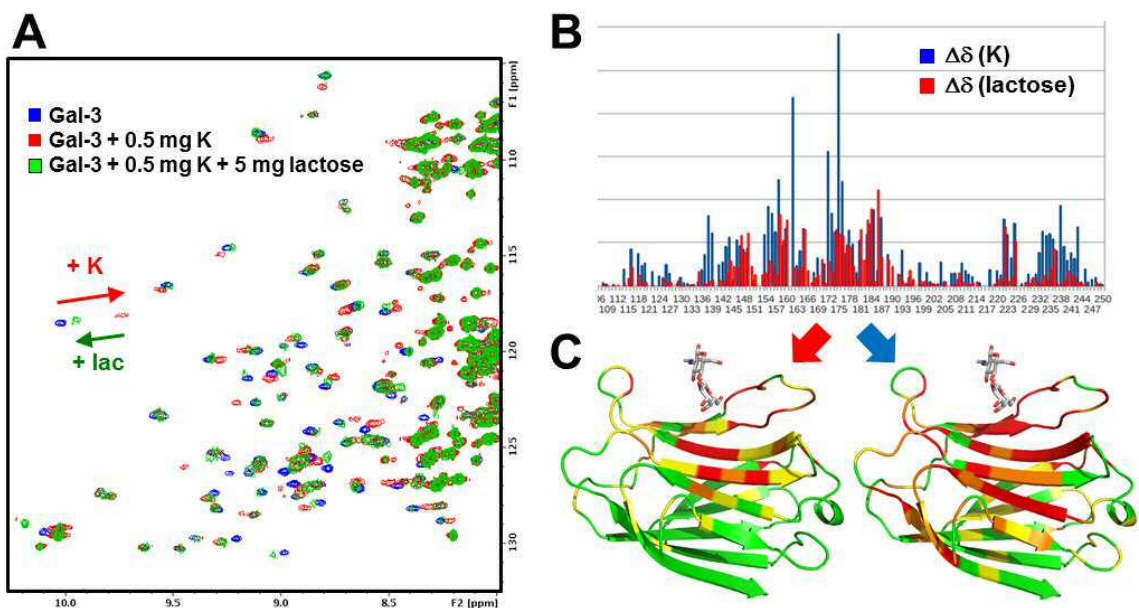 A
Gal-3
Gal-3 + 0.5 mg K
Gal-3 + 0.5 mg K + 5 mg lactose
+ K
+ lac
F1 [ppm]
110
115
120
125
130
10.0 9.5 9.0 8.5 F2 [ppm]
B
Δδ (K)
Δδ (lactose)
112 118 124 130 136 142 148 154 160 166 172 178 184 190 196 202 208 214 220 226 232 238 244 250
109 115 121 127 133 139 145 151 157 163 169 175 181 187 193 199 205 211 217 223 229 235 241 247
C